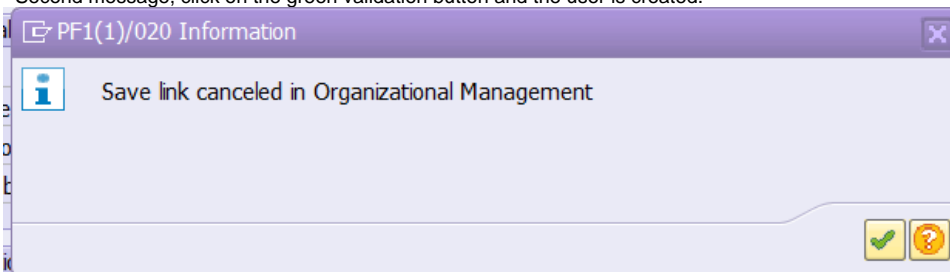 Second message, click on the green validation button and the user is created.
PF1(1)/020 Information
Save link canceled in Organizational Management